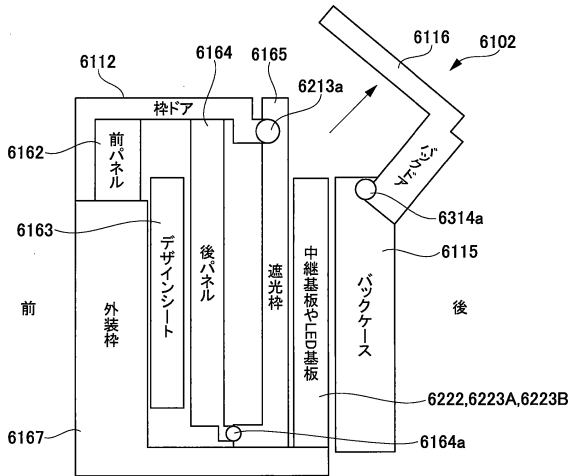 6116
6102
6164
6165
6112
6213a
枠ドア
6162
前パネル
バックドア
6163
6314a
デザインシート
後パネル
遮光枠
中継基板やLED基板
6115
バックケース
前
外装枠
後
6222,6223A,6223B
6167
6164a